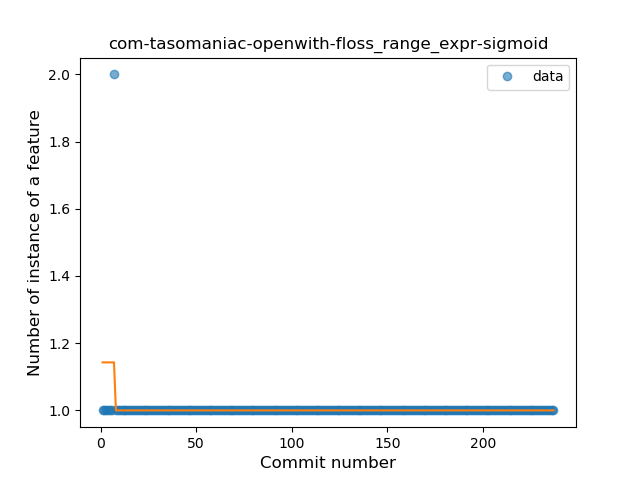 com-tasomaniac-openwith-floss_range_expr-sigmoid
data
Number of instance of a feature
2.0
1.8
1.6
1.4
1.2
1.0
0 50 100 150 200
Commit number